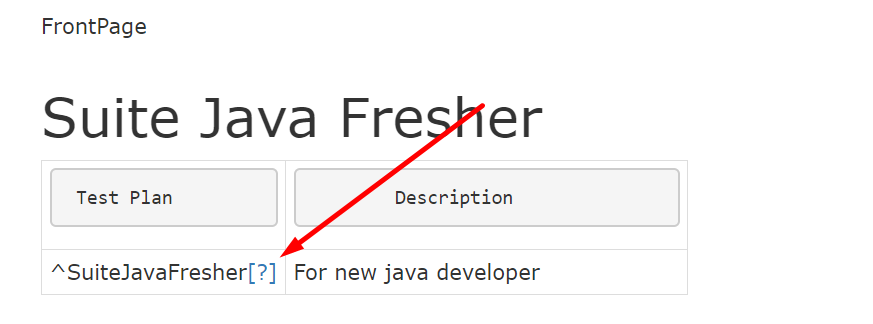 FrontPage
Suite Java Fresher
Test Plan Description
^SuiteJavaFresher[?] For new java developer